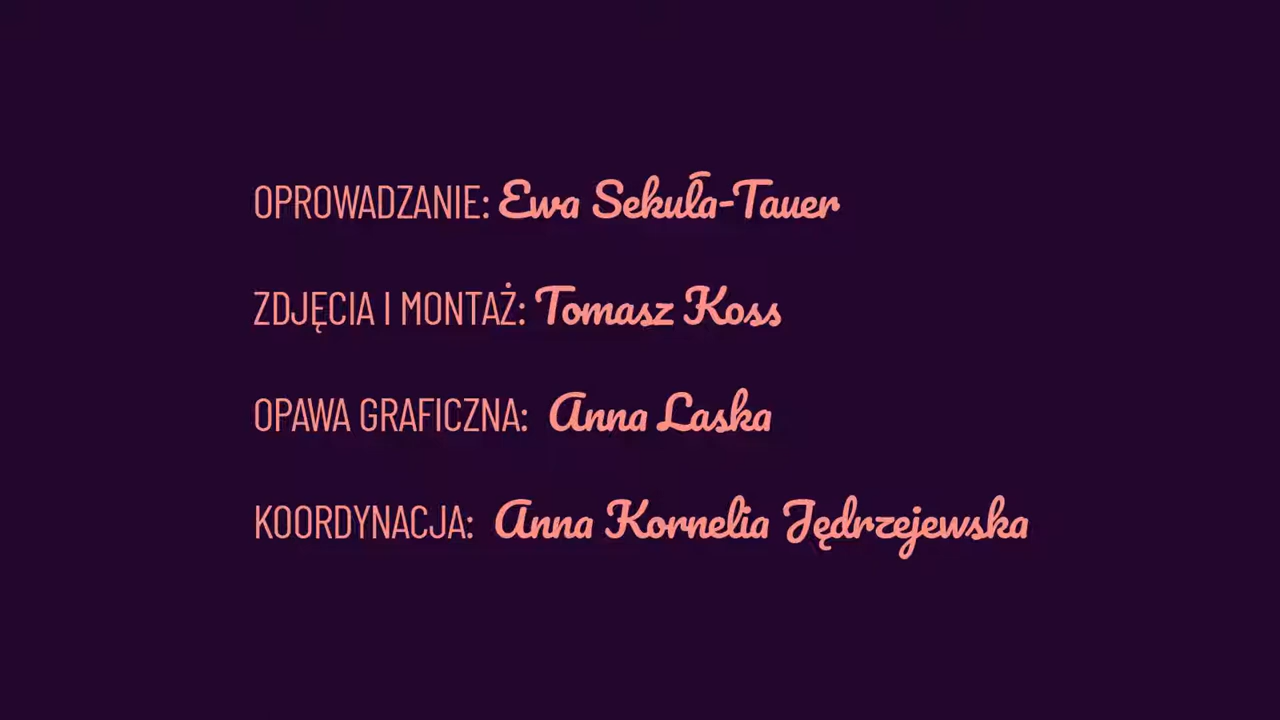 OPROWADZANIE: Ewa Sekuła-Tauer
ZDJĘCIA I MONTAŻ: Tomasz Koss
OPAWA GRAFICZNA: Anna Laska
KOORDYNACJA: Anna Kornelia Jędrzejewska